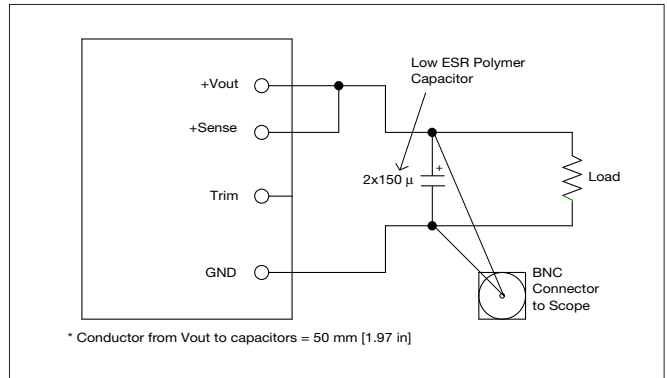 Low ESR Polymer
Capacitor
+Vout
+Sense
+
2x150 µ
Load
Trim
GND
BNC
Connector
to Scope
* Conductor from Vout to capacitors = 50 mm [1.97 in]